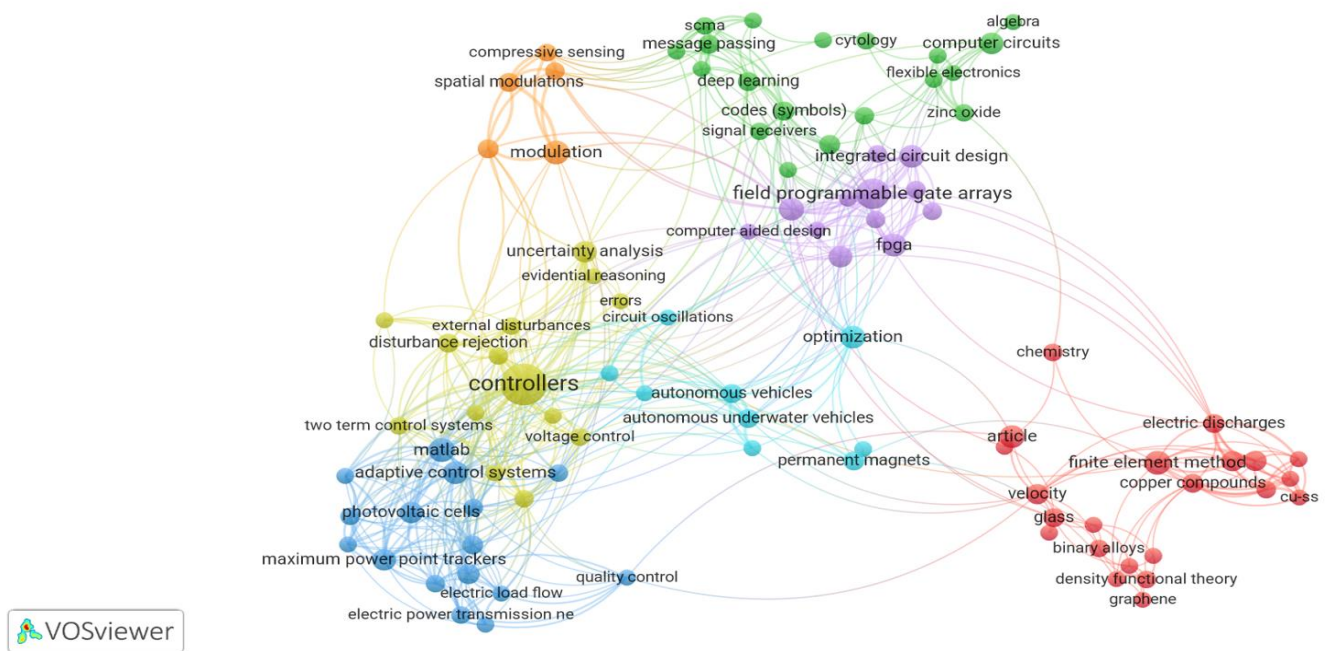 algebra
scma
message passing
cytology
computer circuits
compressive sensing
spatial modulations
deep learning
flexible electronics
codes (symbols)
zinc oxide
signal receivers
modulation
integrated circuit design
field programmable gate arrays
computer aided design
fpga
uncertainty analysis
evidential reasoning
errors
circuit oscillations
external disturbances
disturbance rejection
optimization
chemistry
controllers
autonomous vehicles
autonomous underwater vehicles
two term control systems
voltage control
electric discharges
article
matlab
adaptive control systems
permanent magnets
finite element method
copper compounds
velocity
cu-ss
photovoltaic cells
glass
binary alloys
maximum power point trackers
quality control
density functional theory
electric load flow
graphene
electric power transmission ne
VOSviewer